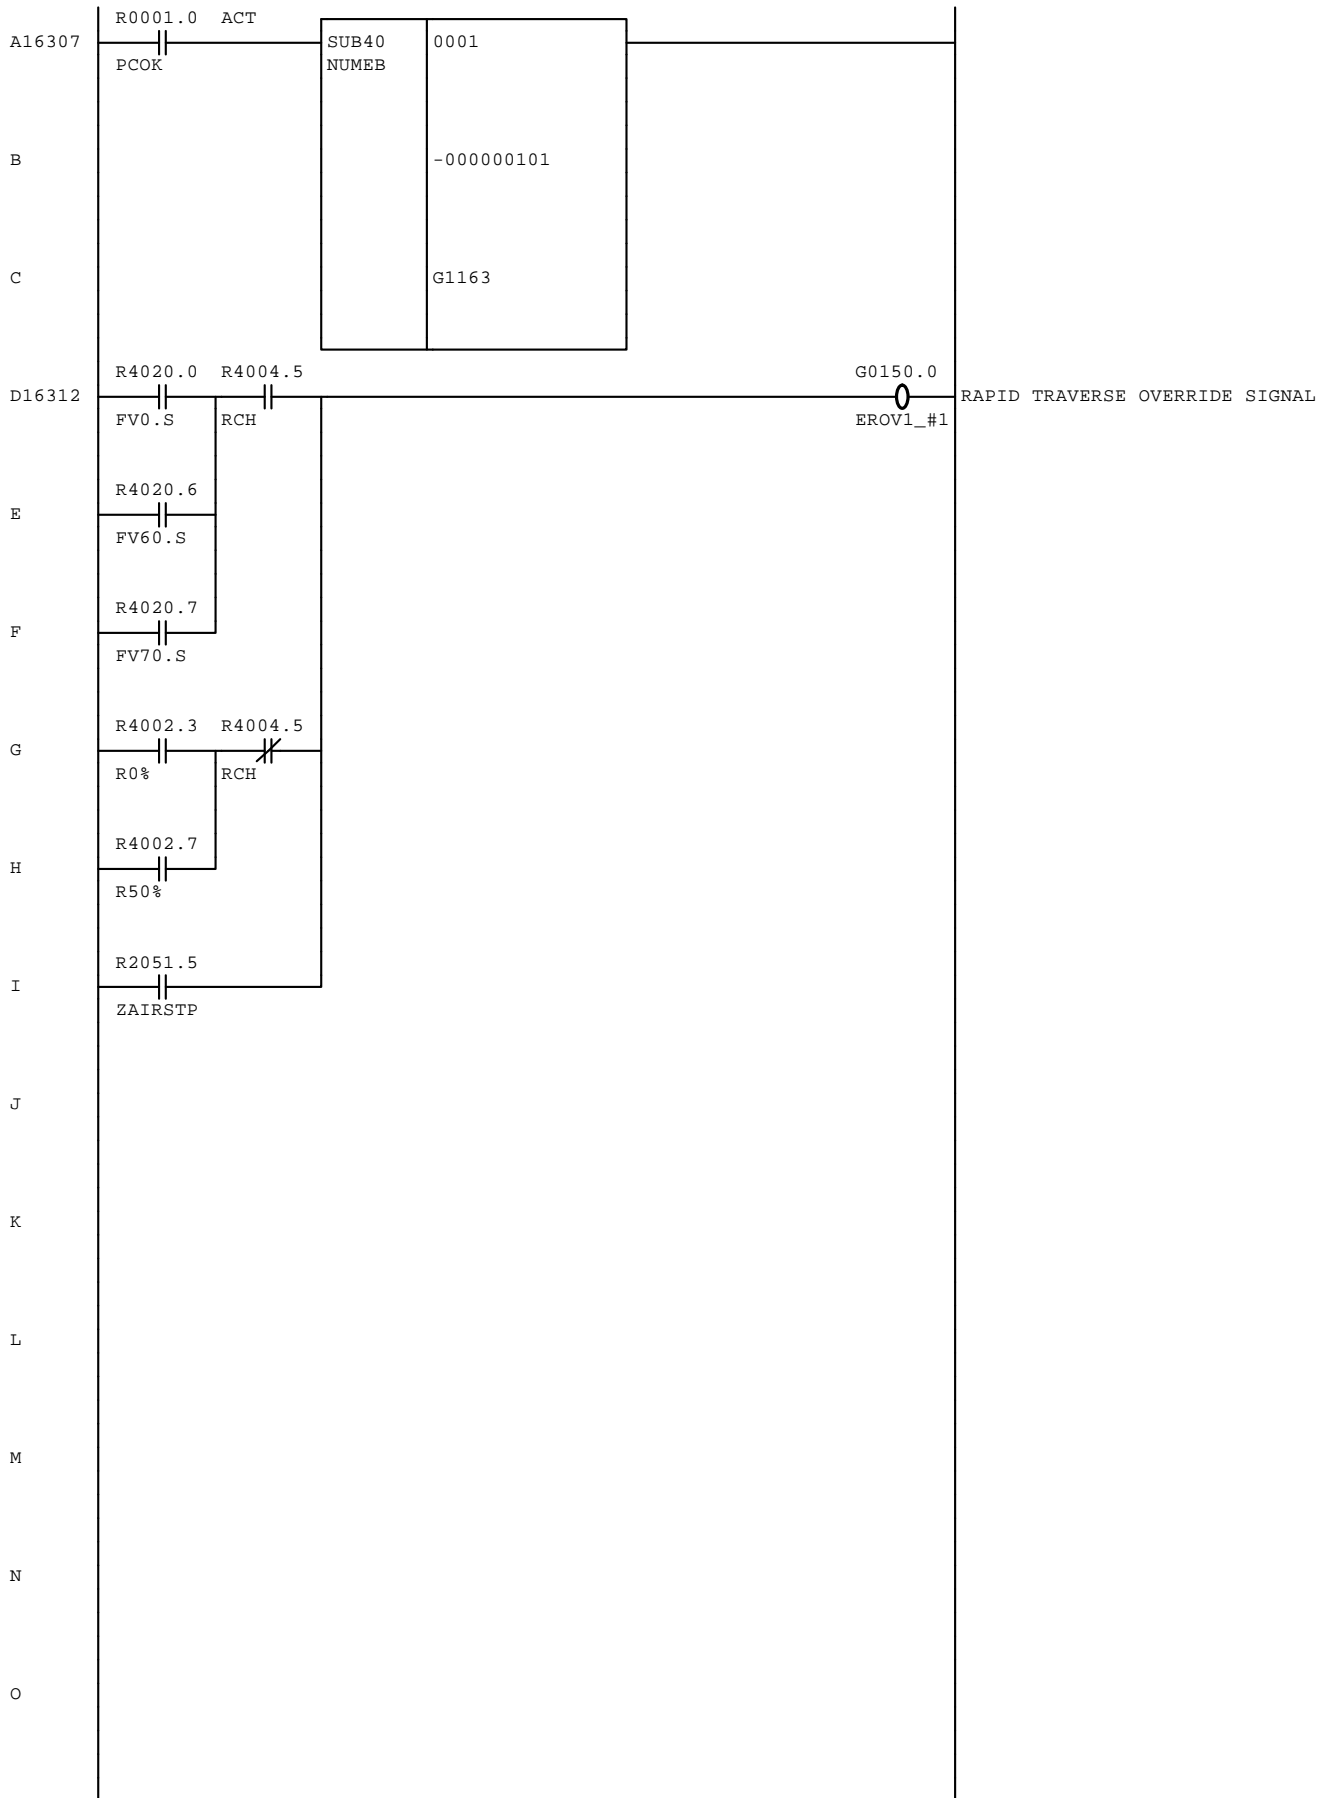 R0001.0 ACT
A16307 SUB40 0001
PCOK NUMEB
B -000000101
C G1163
R4020.0 R4004.5 G0150.0
D16312 RAPID TRAVERSE OVERRIDE SIGNAL
FV0.S RCH EROV1_#1
R4020.6
E
FV60.S
R4020.7
F
FV70.S
R4002.3 R4004.5
G
R0% RCH
R4002.7
H
R50%
R2051.5
I
ZAIRSTP
J
K
L
M
N
O